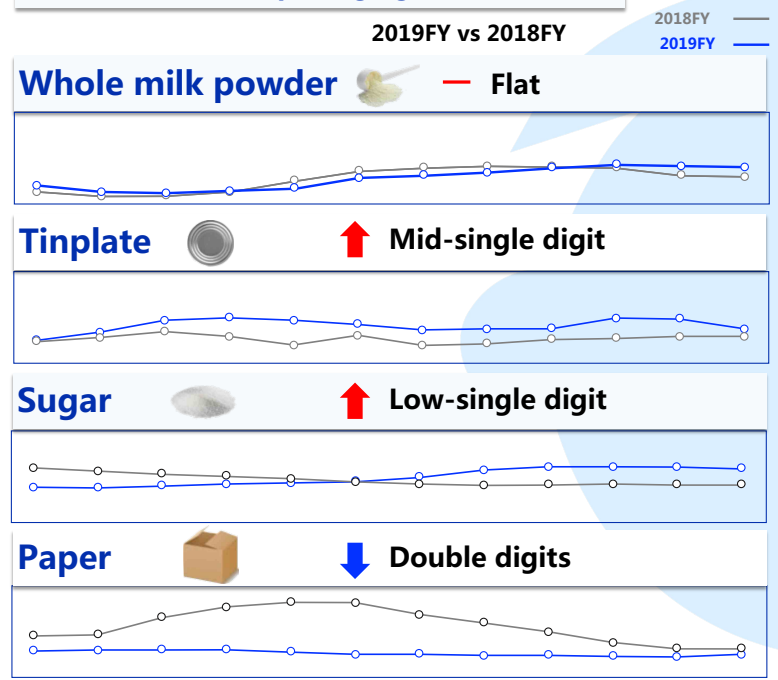 2019FY vs 2018FY
2018FY
2019FY
Whole milk powder
Flat
Tinplate
Mid-single digit
Sugar
Low-single digit
Paper
Double digits